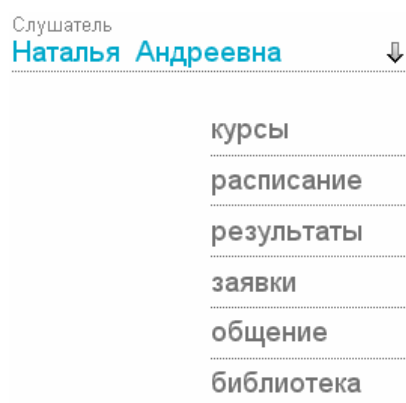 Слушатель
Наталья Андреевна
курсы
расписание
результаты
заявки
общение
библиотека